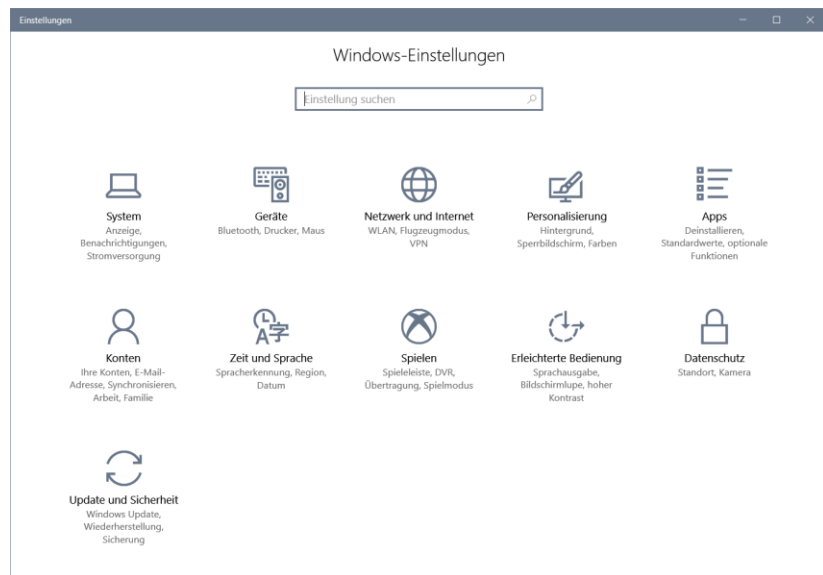 Einstellungen
Windows-Einstellungen
Einstellung suchen
System
Anzeige,
Benachrichtigungen,
Stromversorgung
Geräte
Bluetooth, Drucker, Maus
Netzwerk und Internet
WLAN, Flugzeugmodus,
VPN
Personalisierung
Hintergrund,
Sperrbildschirm, Farben
Apps
Deinstallieren,
Standardwerte, optionale
Funktionen
Konten
Ihre Konten, E-Mail-
Adresse, Synchronisieren,
Arbeit, Familie
Zeit und Sprache
Spracherkennung, Region,
Datum
Spielen
Spieleleiste, DVR,
Übertragung, Spielmodus
Erleichterte Bedienung
Sprachausgabe,
Bildschirmlupe, hoher
Kontrast
Datenschutz
Standort, Kamera
Update und Sicherheit
Windows Update,
Wiederherstellung,
Sicherung